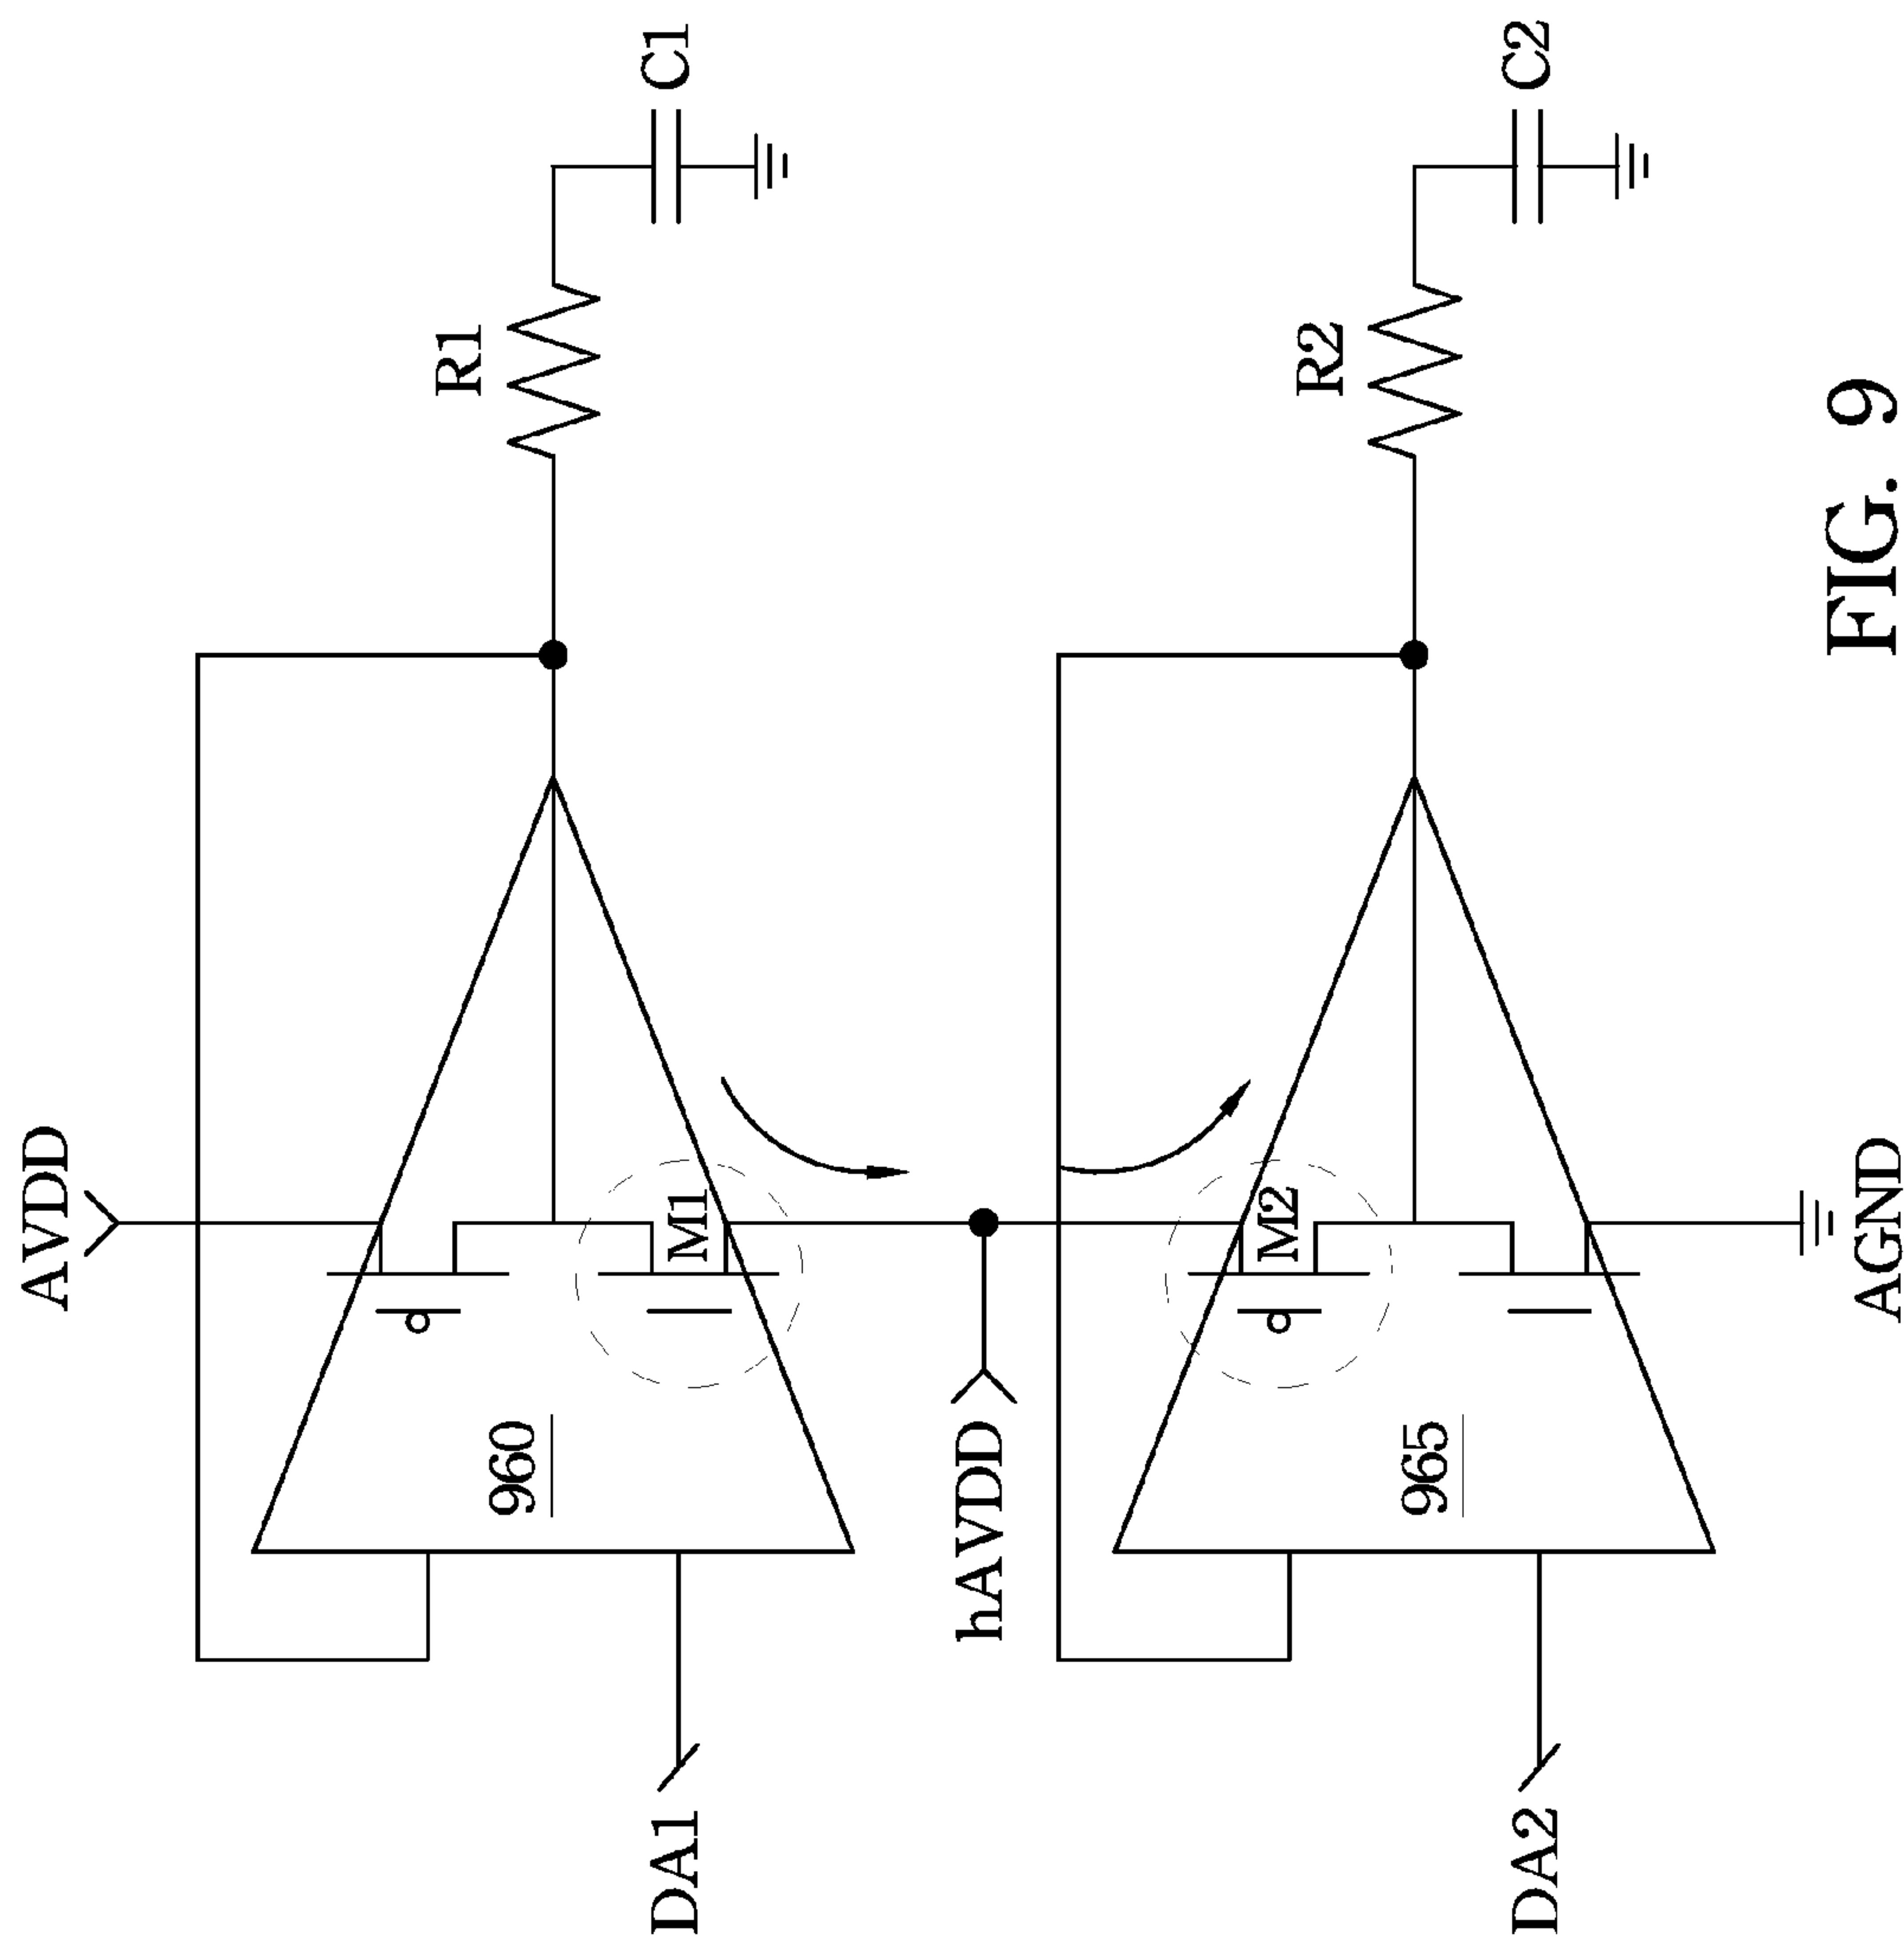 AVDD
DA1
960
M1
R1
C1
hAVDD
DA2
965
M2
R2
C2
AGND
FIG. 9